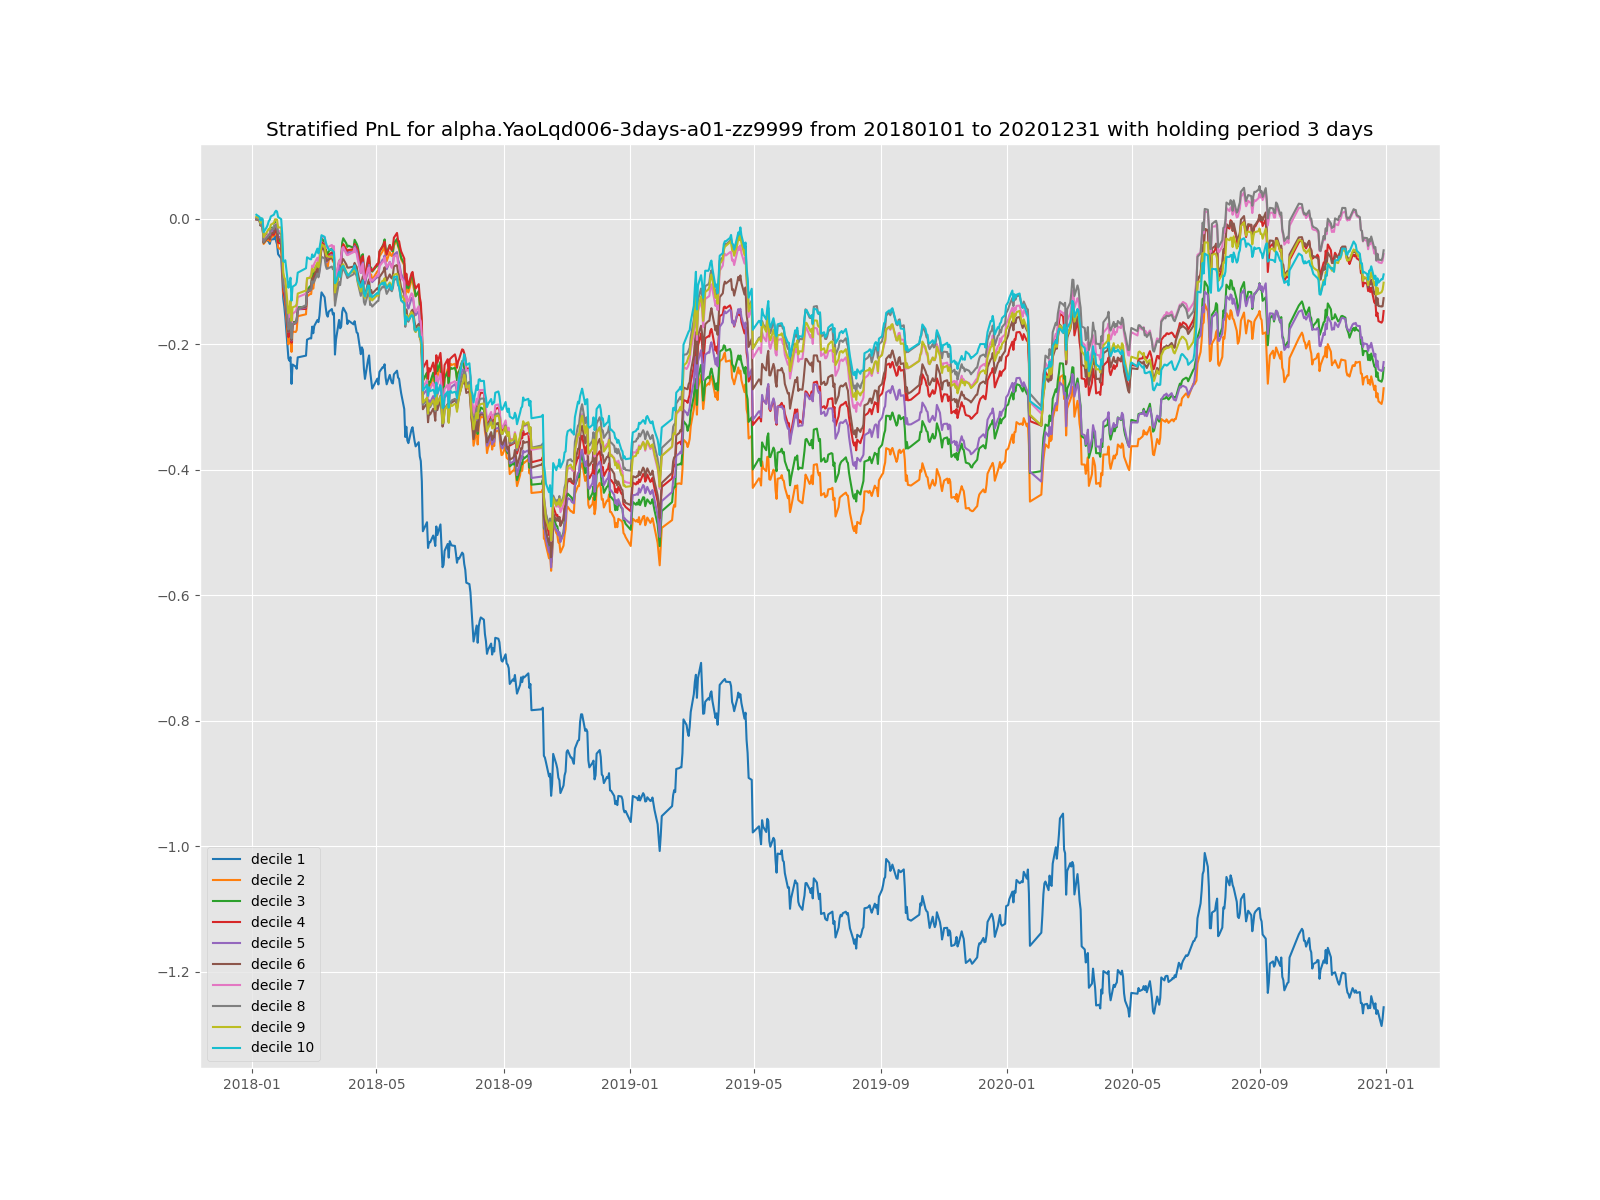 Stratified PnL for alpha.YaoLqd006-3days-a01-zz9999 from 20180101 to 20201231 with holding period 3 days
0.0
−0.2
−0.4
−0.6
−0.8
−1.0
−1.2
decile 1
decile 2
decile 3
decile 4
decile 5
decile 6
decile 7
decile 8
decile 9
decile 10
2018-01 2018-05 2018-09 2019-01 2019-05 2019-09 2020-01 2020-05 2020-09 2021-01